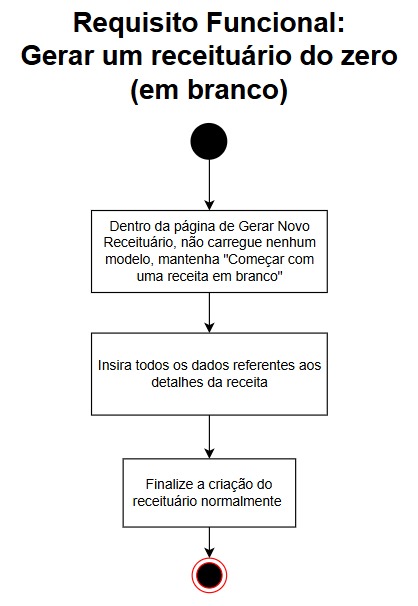 Requisito Funcional:
Gerar um receituário do zero
(em branco)
Dentro da página de Gerar Novo
Receituário, não carregue nenhum
modelo, mantenha "Começar com
uma receita em branco"
Insira todos os dados referentes aos
detalhes da receita
Finalize a criação do
receituário normalmente